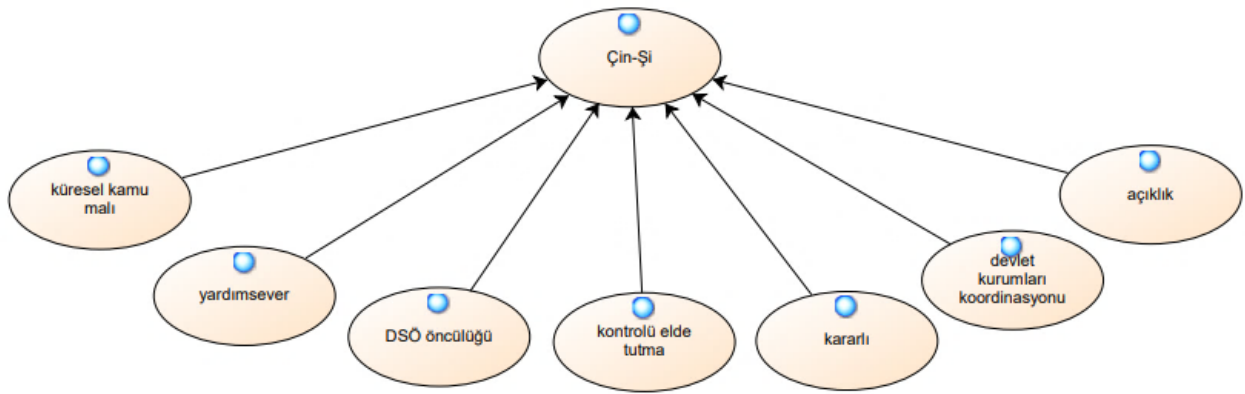 Çin-Şi
küresel kamu
malı
yardımsever
DSÖ öncülüğü
kontrolü elde
tutma
kararlı
devlet
kurumları
koordinasyonu
açıklık